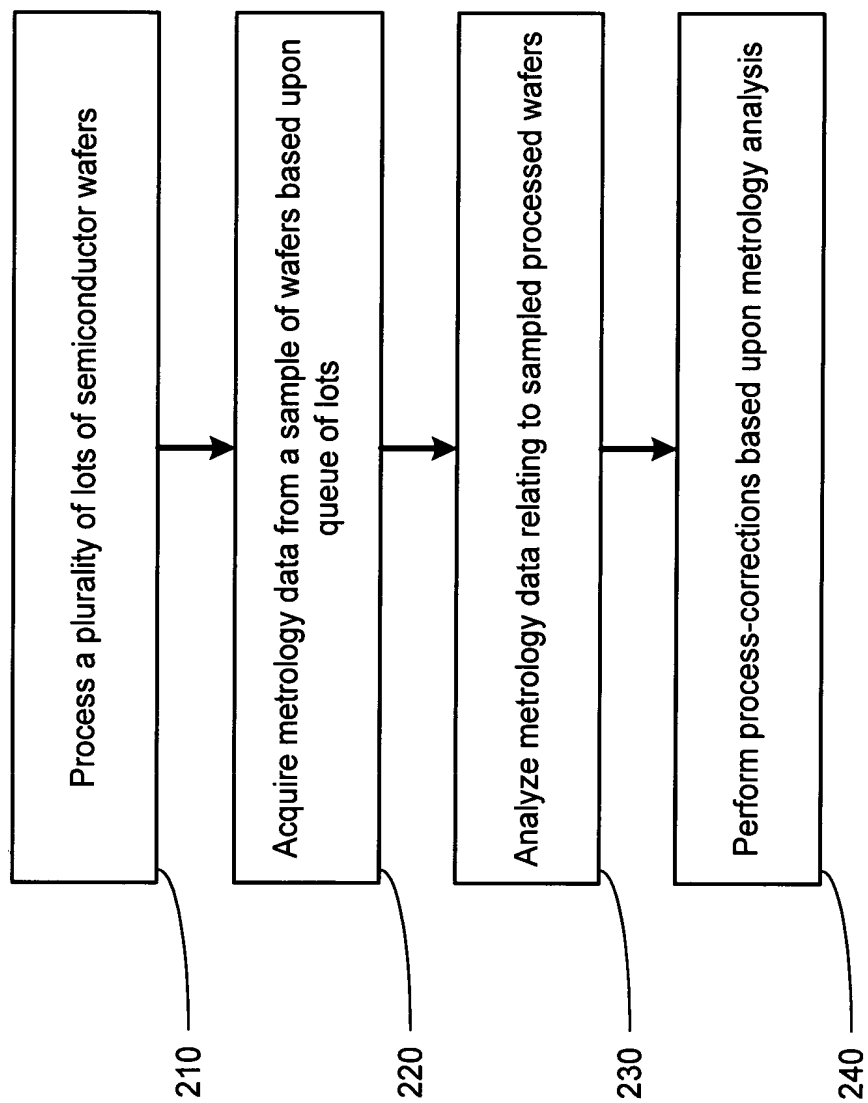 Process a plurality of lots of semiconductor wafers
210
Acquire metrology data from a sample of wafers based upon
queue of lots
220
Analyze metrology data relating to sampled processed wafers
230
Perform process-corrections based upon metrology analysis
240